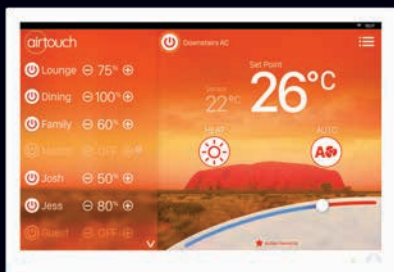 airtouch
Downstairs AC
Lounge 75%
Dining 100%
Family 60%
OFF
Josh 50%
Jess 80%
Guest OFF
Set Point
26°C
22°C
HEAT
AUTO
A